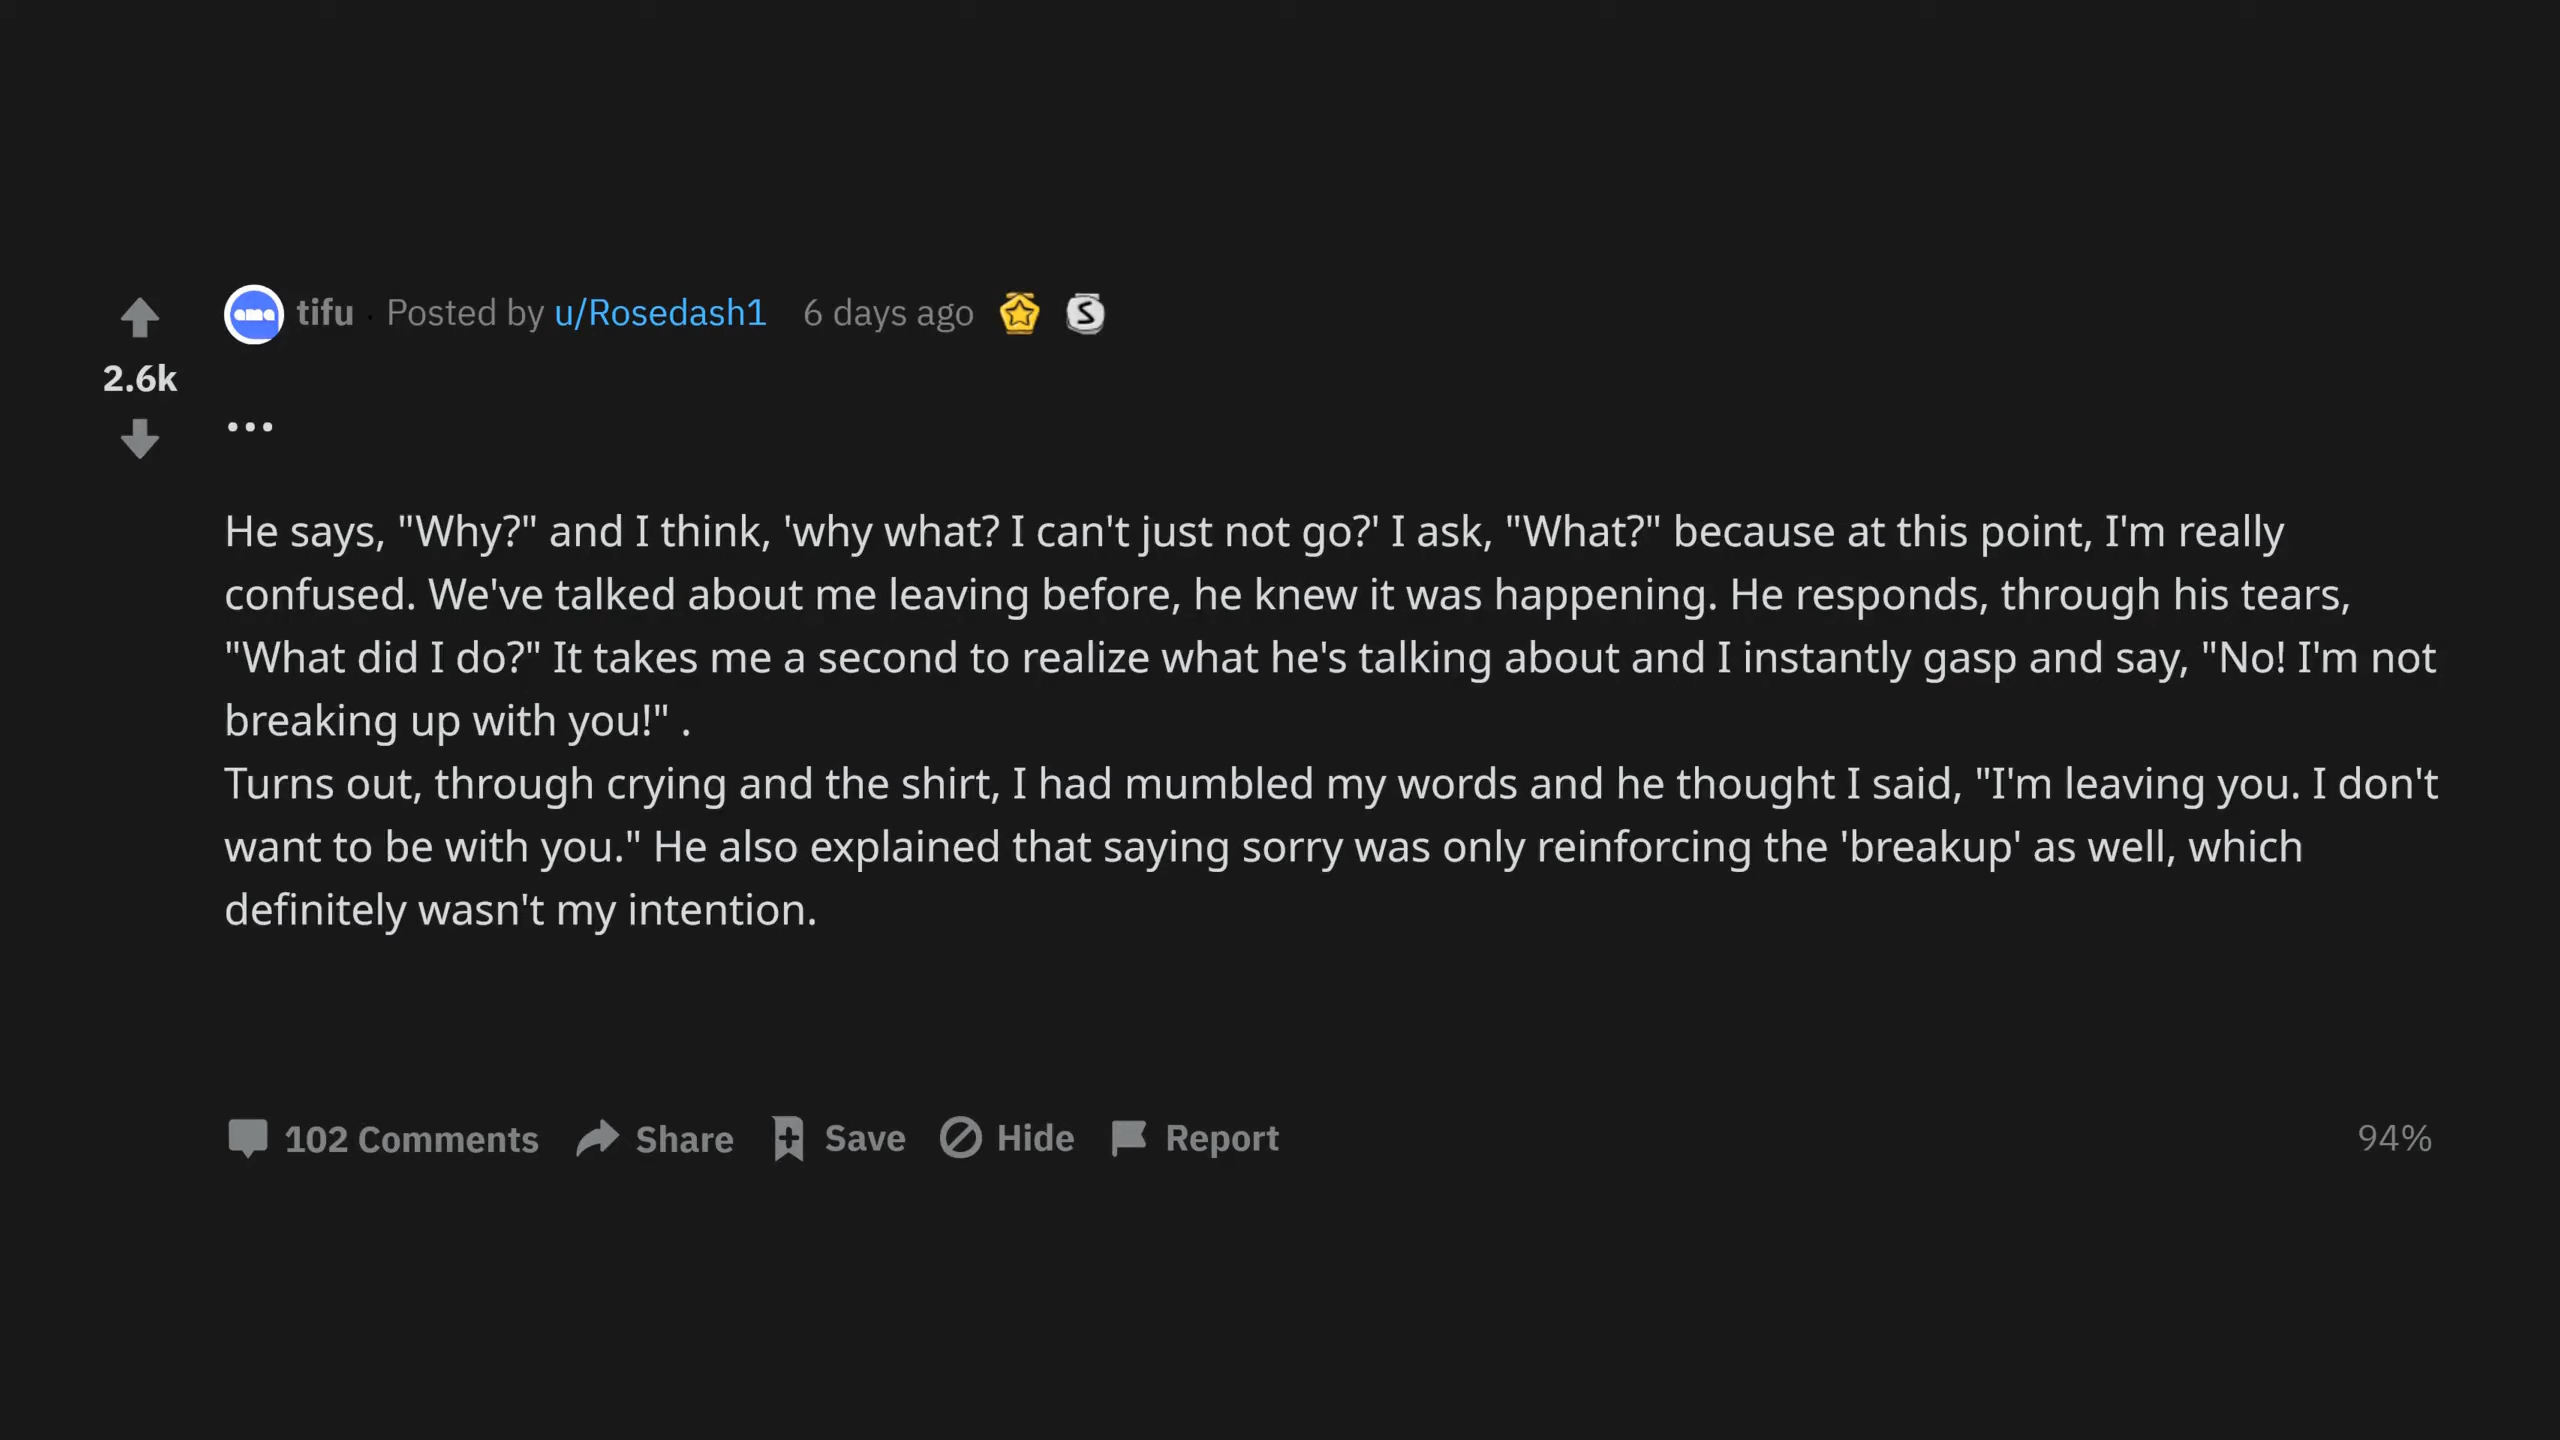 ama tifu · Posted by u/Rosedash1 6 days ago S
2.6k
...
He says, "Why?" and I think, 'why what? I can't just not go?' I ask, "What?" because at this point, I'm really
confused. We've talked about me leaving before, he knew it was happening. He responds, through his tears,
"What did I do?" It takes me a second to realize what he's talking about and I instantly gasp and say, "No! I'm not
breaking up with you!" .
Turns out, through crying and the shirt, I had mumbled my words and he thought I said, "I'm leaving you. I don't
want to be with you." He also explained that saying sorry was only reinforcing the 'breakup' as well, which
definitely wasn't my intention.
102 Comments Share Save Hide Report 94%